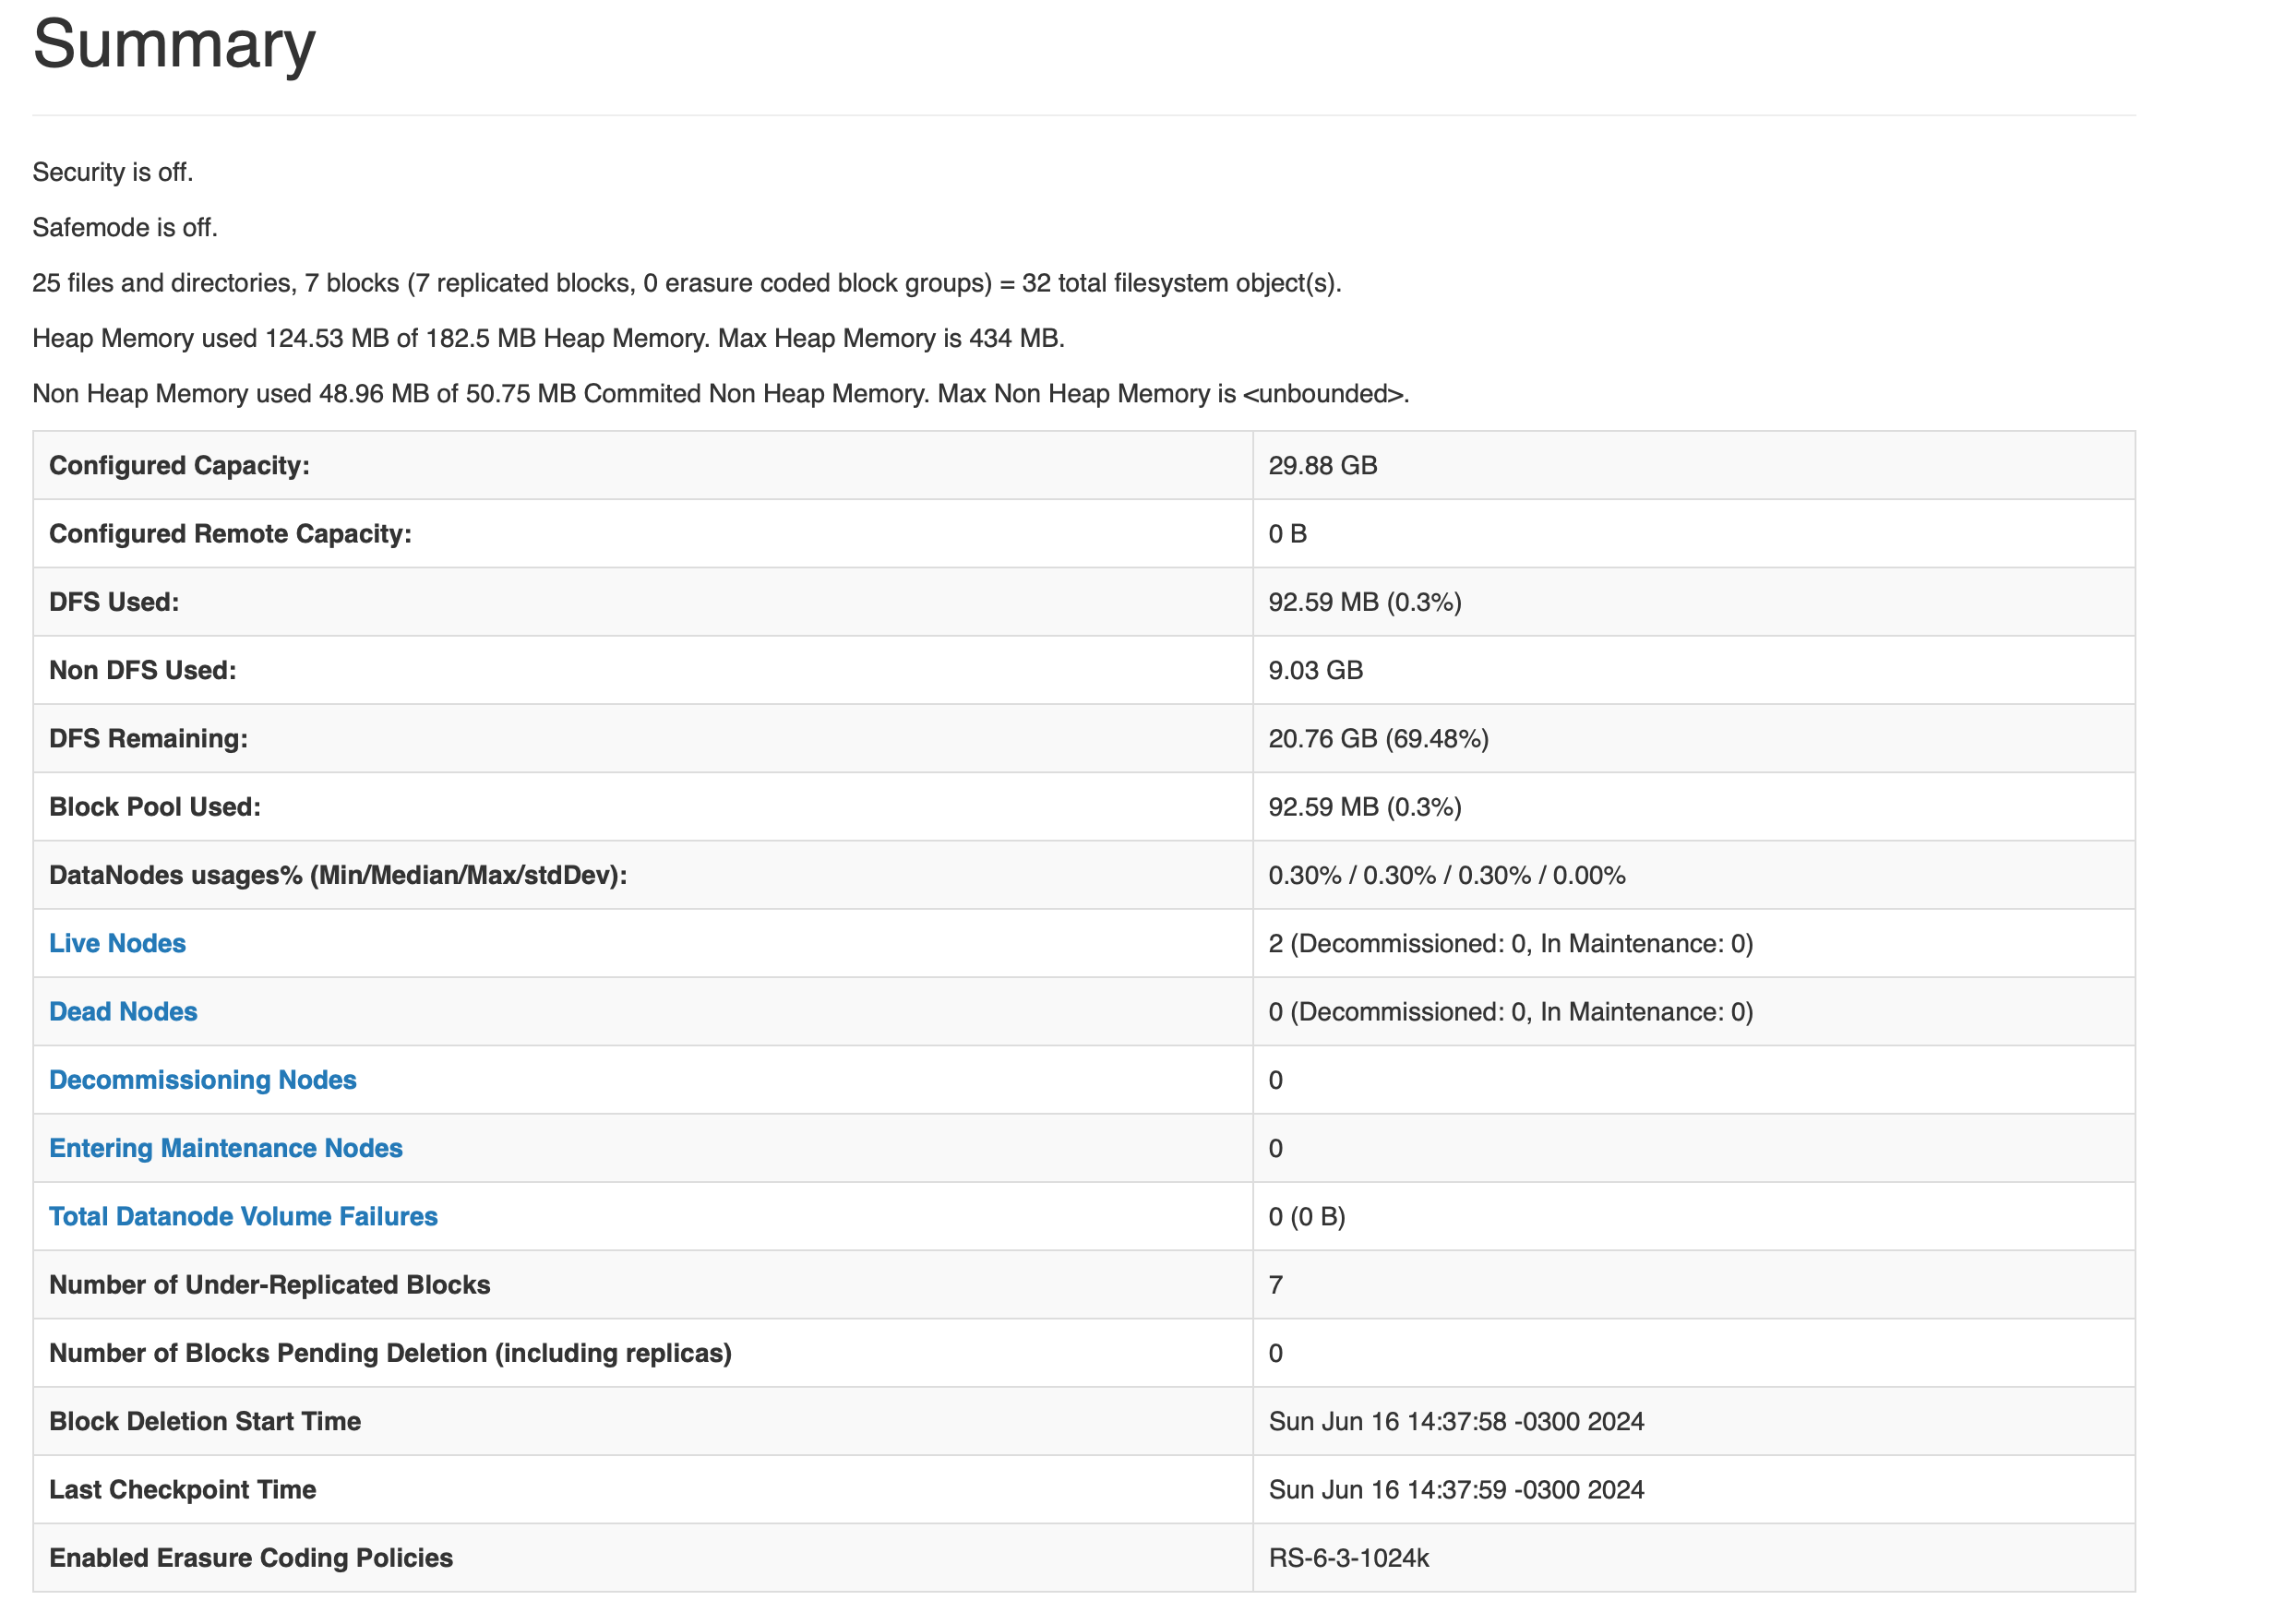 Summary
Security is off.
Safemode is off.
25 files and directories, 7 blocks (7 replicated blocks, 0 erasure coded block groups) = 32 total filesystem object(s).
Heap Memory used 124.53 MB of 182.5 MB Heap Memory. Max Heap Memory is 434 MB.
Non Heap Memory used 48.96 MB of 50.75 MB Commited Non Heap Memory. Max Non Heap Memory is <unbounded>.
Configured Capacity: 29.88 GB
Configured Remote Capacity: 0 B
DFS Used: 92.59 MB (0.3%)
Non DFS Used: 9.03 GB
DFS Remaining: 20.76 GB (69.48%)
Block Pool Used: 92.59 MB (0.3%)
DataNodes usages% (Min/Median/Max/stdDev): 0.30% / 0.30% / 0.30% / 0.00%
Live Nodes 2 (Decommissioned: 0, In Maintenance: 0)
Dead Nodes 0 (Decommissioned: 0, In Maintenance: 0)
Decommissioning Nodes 0
Entering Maintenance Nodes 0
Total Datanode Volume Failures 0 (0 B)
Number of Under-Replicated Blocks 7
Number of Blocks Pending Deletion (including replicas) 0
Block Deletion Start Time Sun Jun 16 14:37:58 -0300 2024
Last Checkpoint Time Sun Jun 16 14:37:59 -0300 2024
Enabled Erasure Coding Policies RS-6-3-1024k